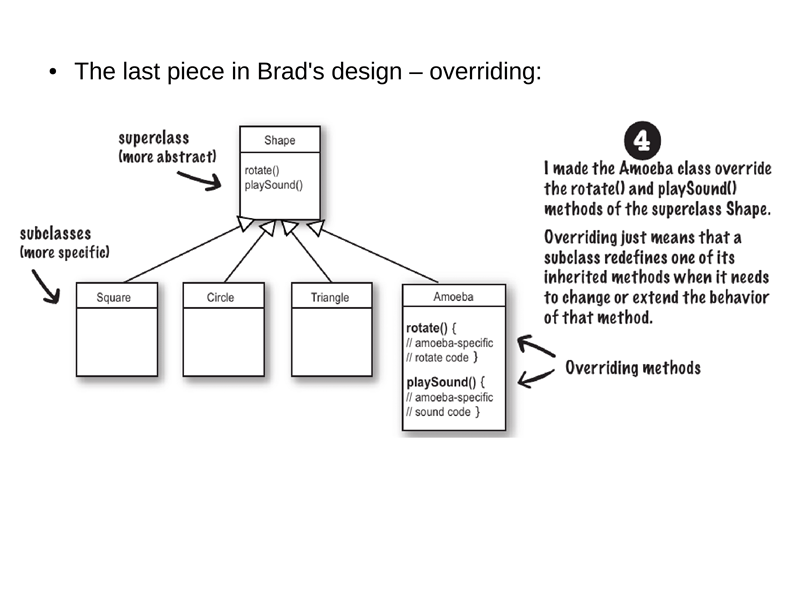 • The last piece in Brad's design – overriding:
superclass
(more abstract)
Shape
rotate()
playSound()
subclasses
(more specific)
Square
Circle
Triangle
Amoeba
rotate() {
// amoeba-specific
// rotate code }
playSound() {
// amoeba-specific
// sound code }
4
I made the Amoeba class override
the rotate() and playSound()
methods of the superclass Shape.
Overriding just means that a
subclass redefines one of its
inherited methods when it needs
to change or extend the behavior
of that method.
Overriding methods